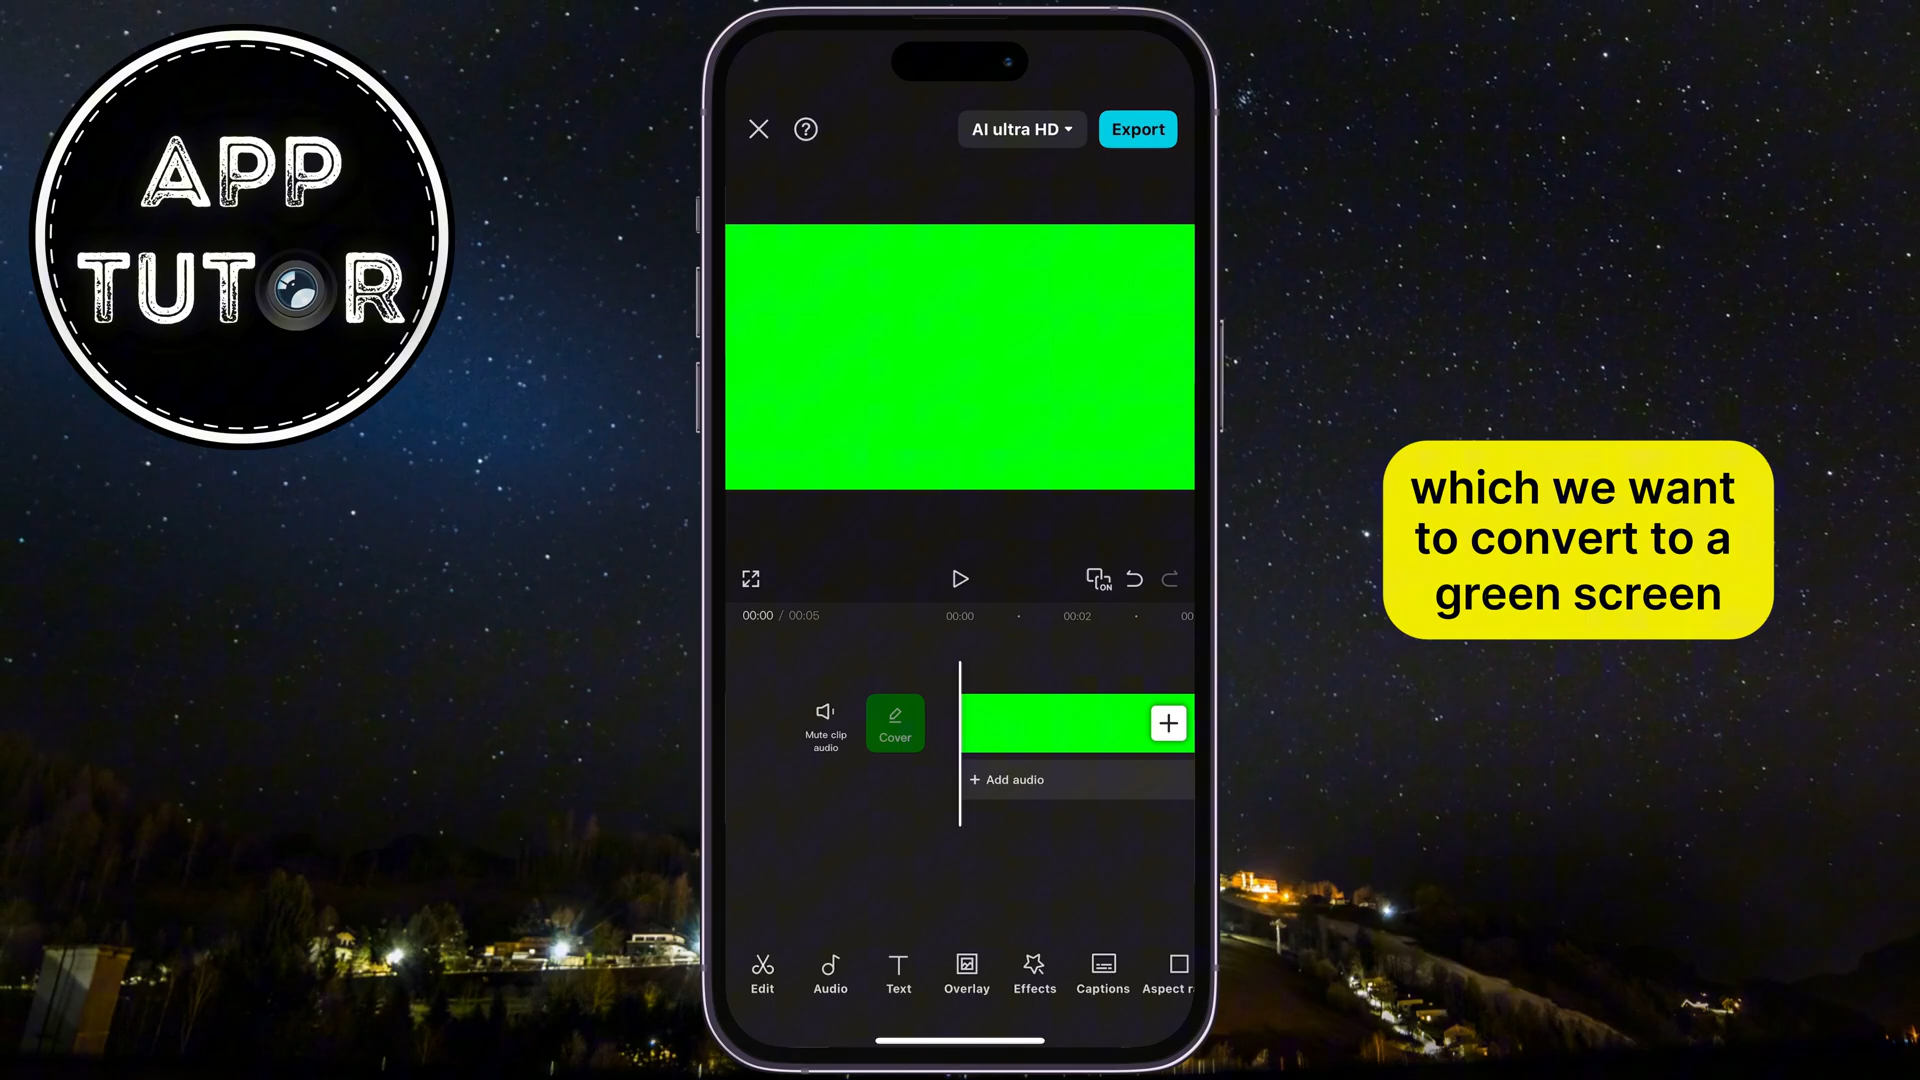 APP
TUTOR
AI ultra HD
Export
which we want
to convert to a
green screen
ON
00:00 / 00:05
00:00
00:02
00
Mute clip
audio
Cover
+ Add audio
Edit
Audio
Text
Overlay
Effects
Captions
Aspect r